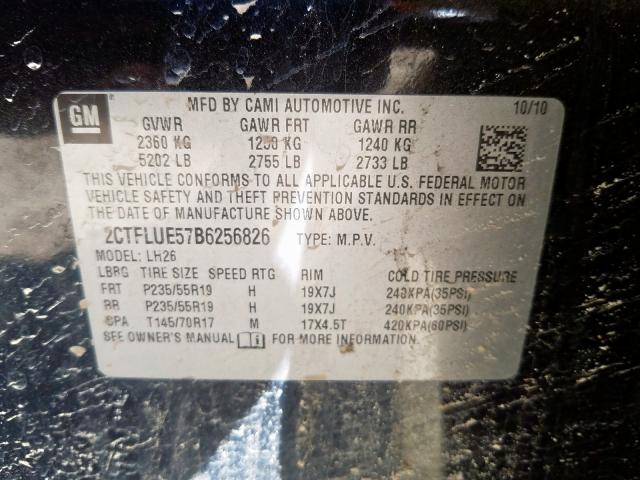 GM ®
MFD BY CAMI AUTOMOTIVE INC. 10/10
GVWR GAWR FRT GAWR RR
2360 KG 1250 KG 1240 KG
5202 LB 2755 LB 2733 LB
THIS VEHICLE CONFORMS TO ALL APPLICABLE U.S. FEDERAL MOTOR
VEHICLE SAFETY AND THEFT PREVENTION STANDARDS IN EFFECT ON
THE DATE OF MANUFACTURE SHOWN ABOVE.
2CTFLUE57B6256826 TYPE: M.P.V.
MODEL: LH26
LBRG TIRE SIZE SPEED RTG RIM COLD TIRE PRESSURE
FRT P235/55R19 H 19X7J 240KPA(35PSI)
RR P235/55R19 H 19X7J 240KPA(35PSI)
SPA T145/70R17 M 17X4.5T 420KPA(60PSI)
SEE OWNER'S MANUAL FOR MORE INFORMATION.